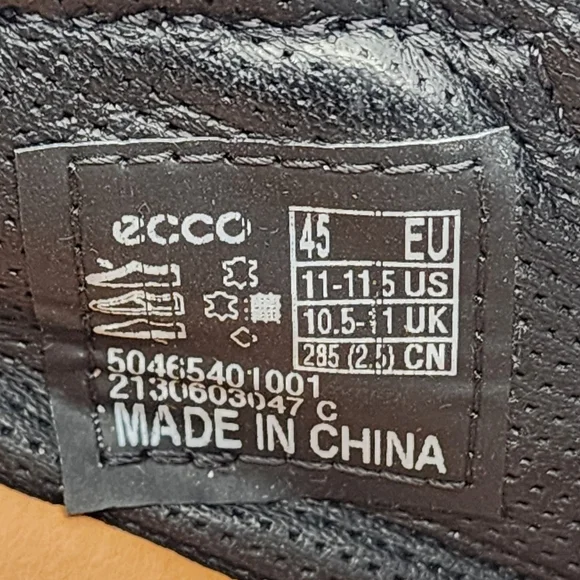 ecco
45 EU
11-11.5 US
10.5-11 UK
285 (2.5) CN
50465401001
2130603047 C
MADE IN CHINA